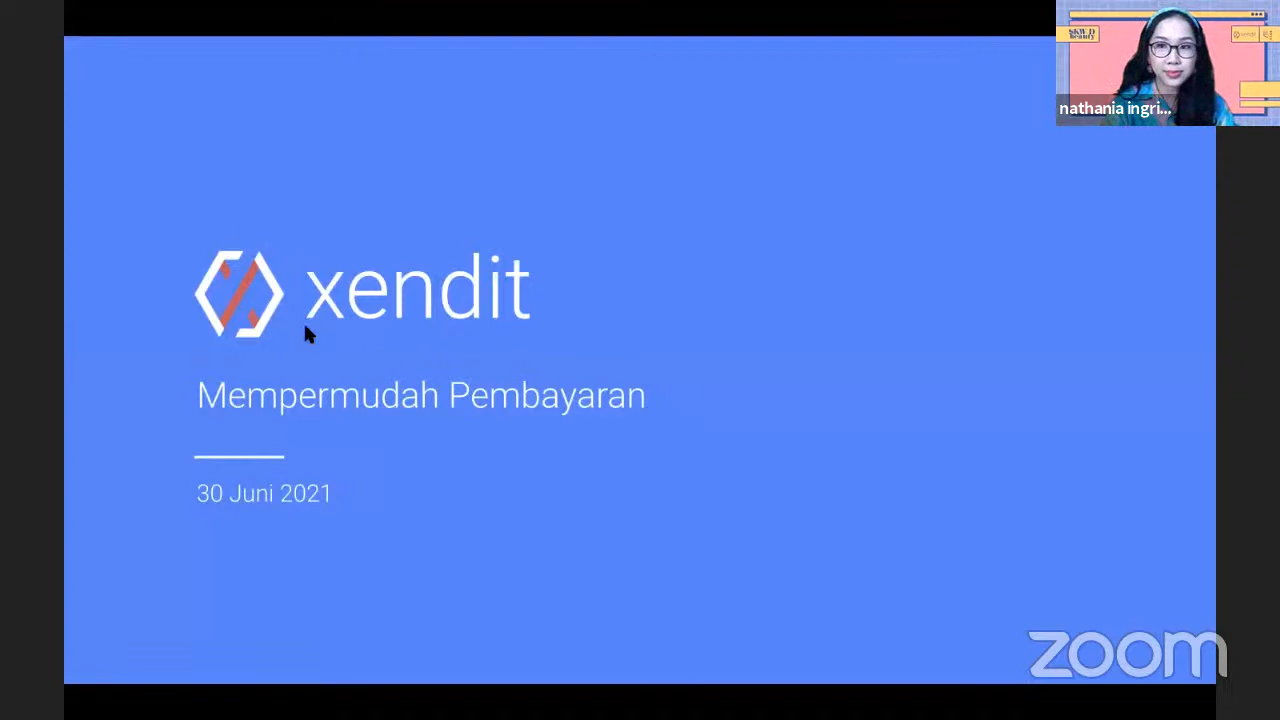 nathania ingri...
xendit
Mempermudah Pembayaran
30 Juni 2021
zoom